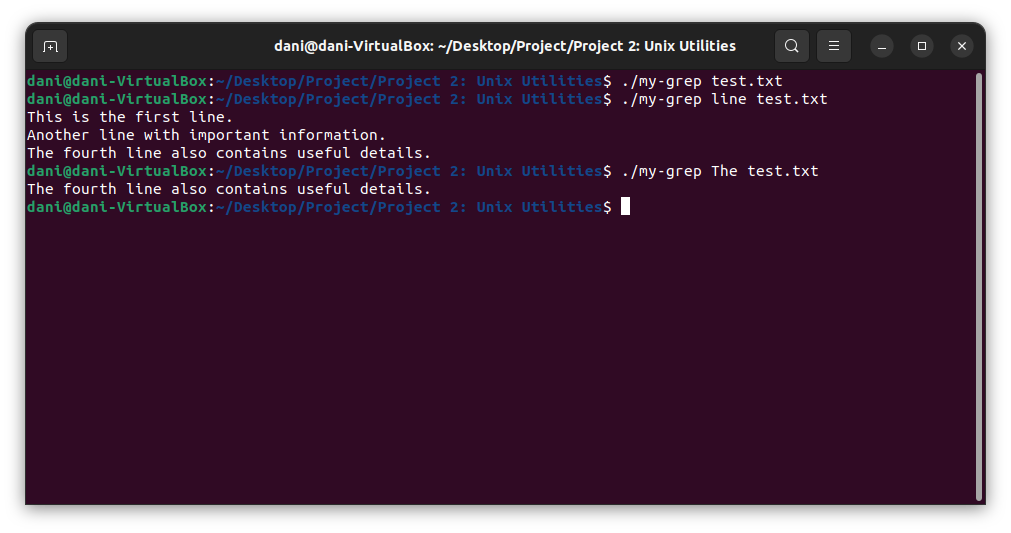 dani@dani-VirtualBox: ~/Desktop/Project/Project 2: Unix Utilities
dani@dani-VirtualBox:~/Desktop/Project/Project 2: Unix Utilities$ ./my-grep test.txt
dani@dani-VirtualBox:~/Desktop/Project/Project 2: Unix Utilities$ ./my-grep line test.txt
This is the first line.
Another line with important information.
The fourth line also contains useful details.
dani@dani-VirtualBox:~/Desktop/Project/Project 2: Unix Utilities$ ./my-grep The test.txt
The fourth line also contains useful details.
dani@dani-VirtualBox:~/Desktop/Project/Project 2: Unix Utilities$